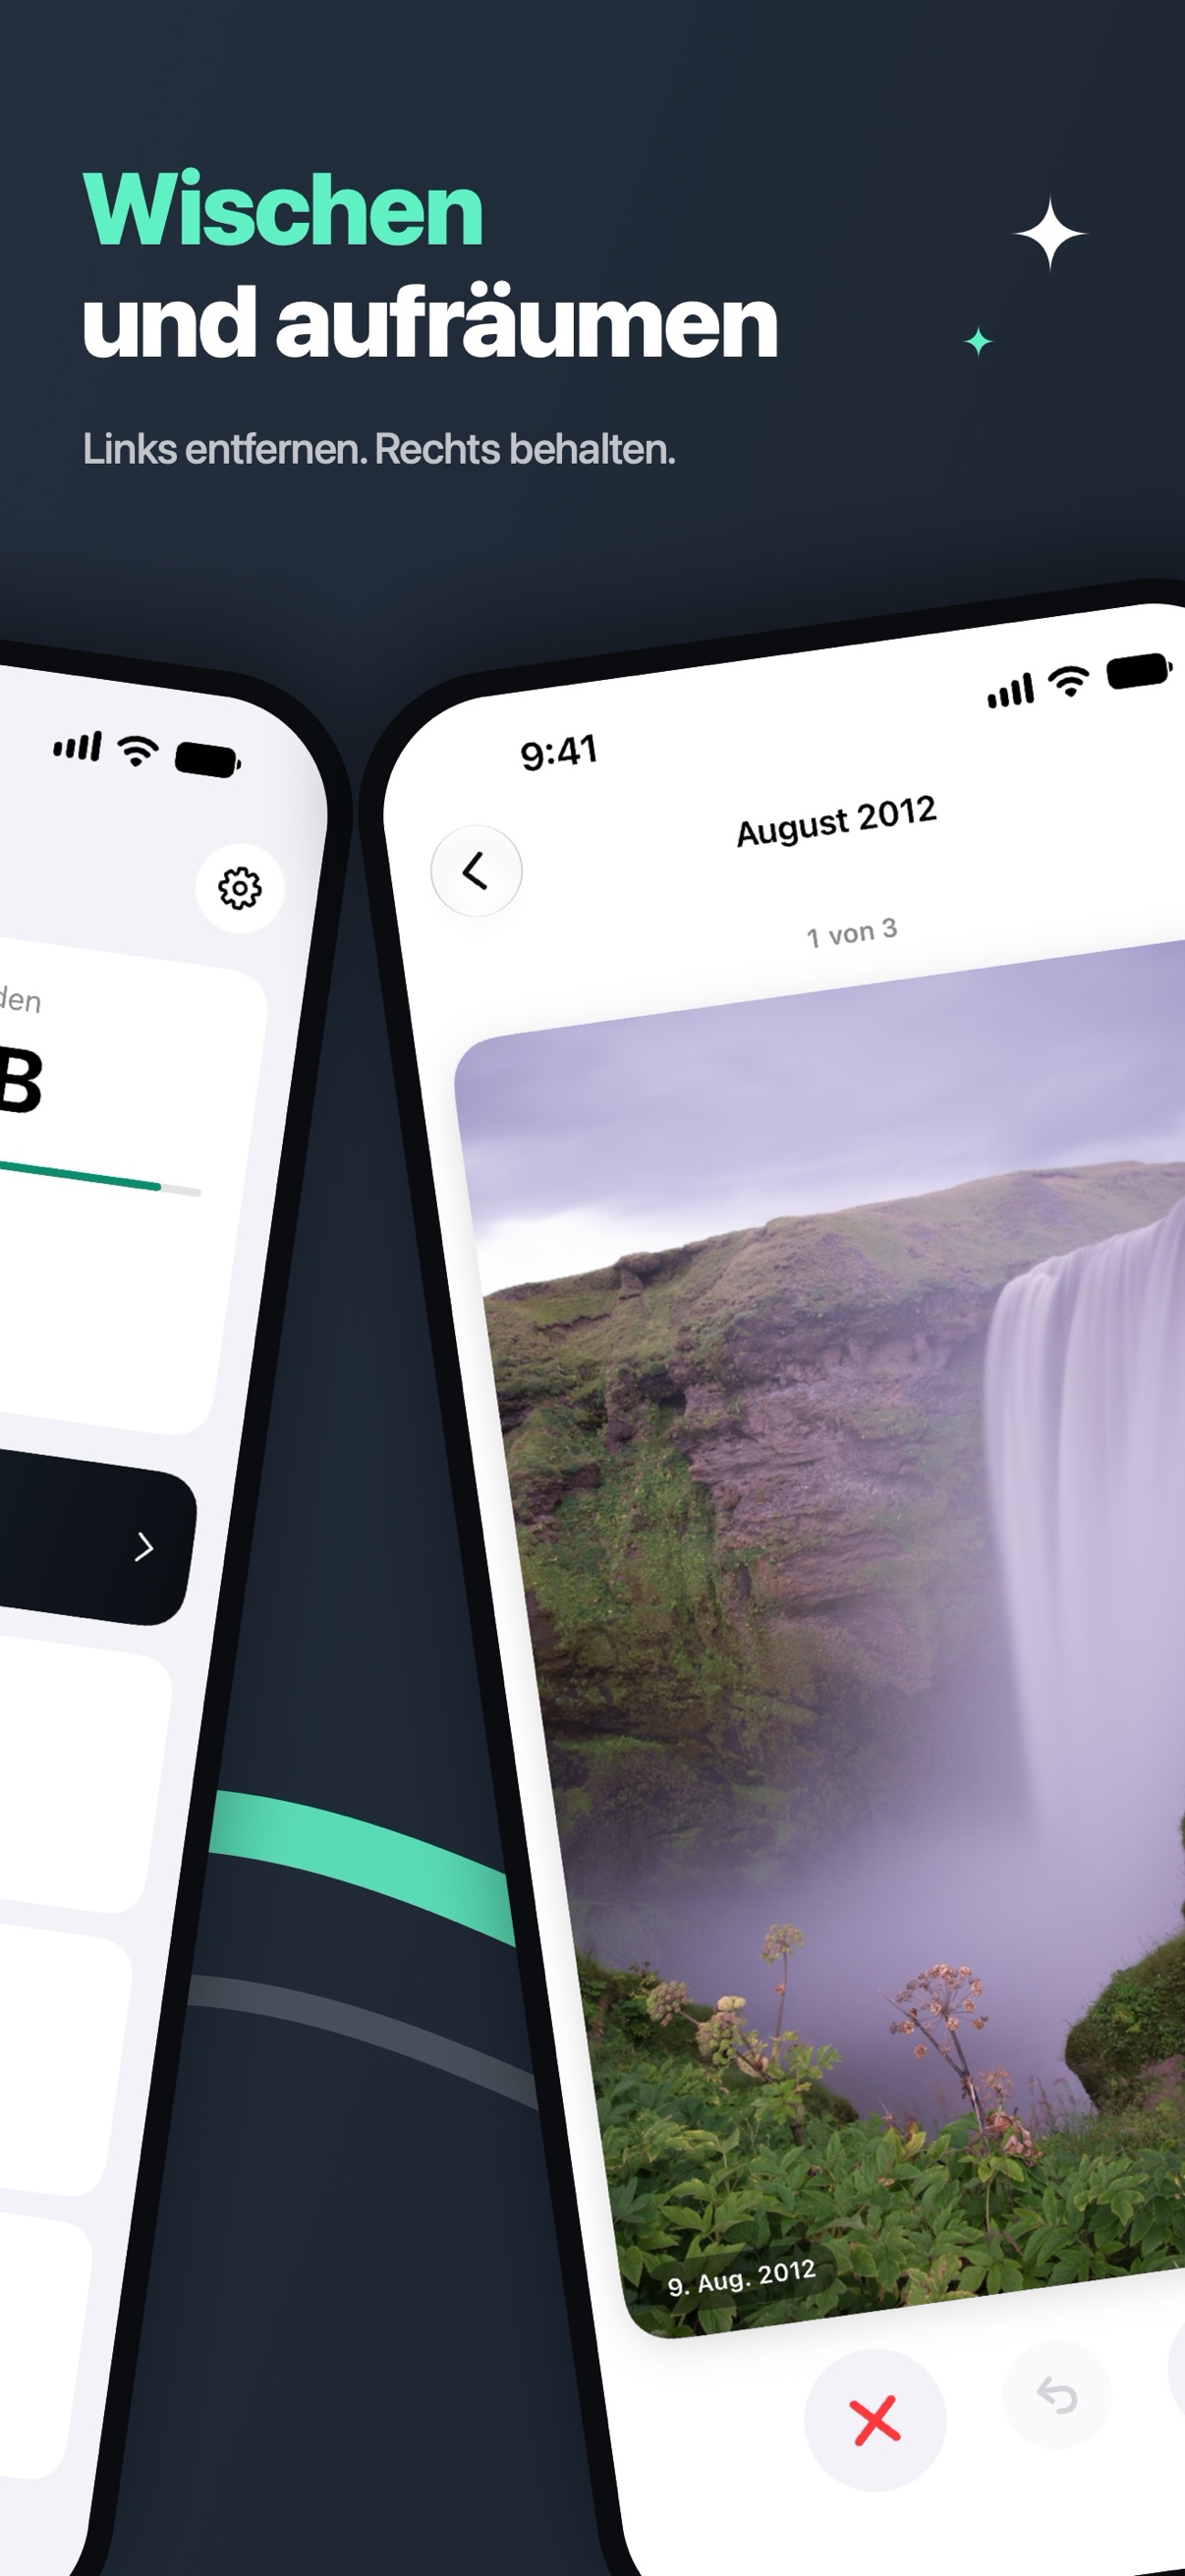 Wischen
und aufräumen
Links entfernen. Rechts behalten.
9:41
August 2012
1 von 3
den
B
9. Aug. 2012